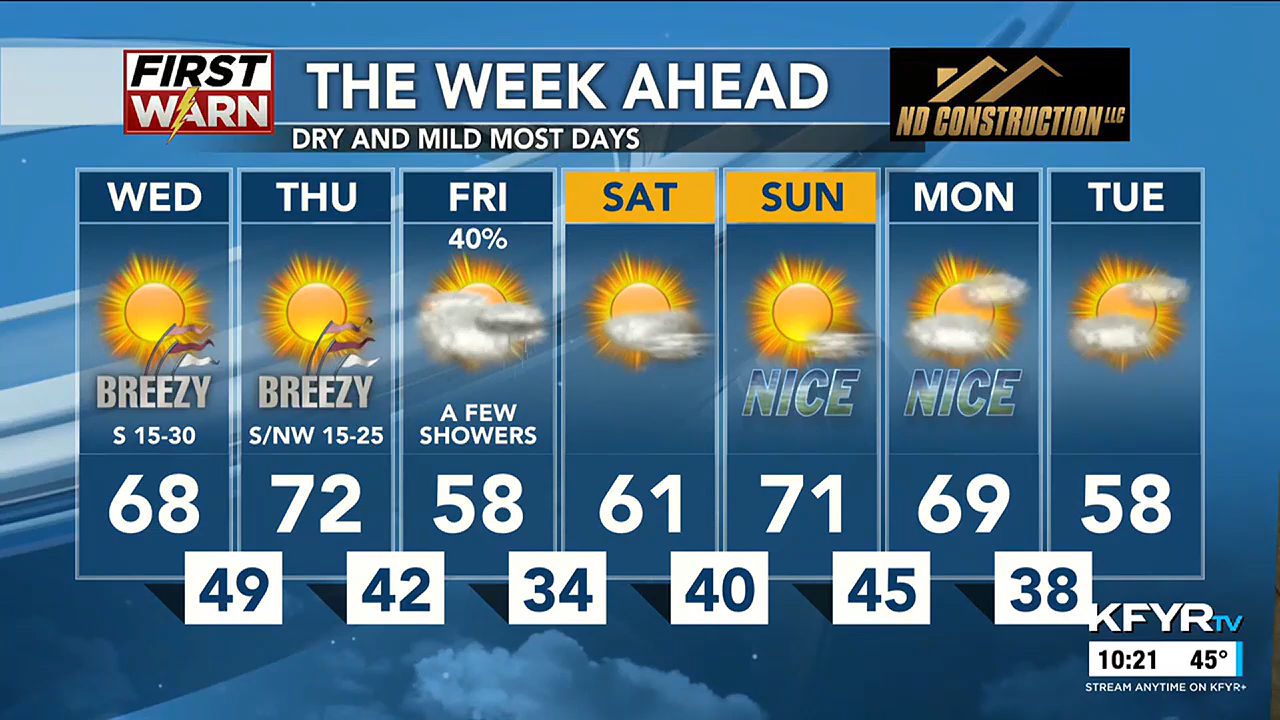 FIRST
WARN
THE WEEK AHEAD
DRY AND MILD MOST DAYS
ND CONSTRUCTION LLC
WED
BREEZY
S 15-30
68
49
THU
BREEZY
S/NW 15-25
72
42
FRI
40%
A FEW
SHOWERS
58
34
SAT
61
40
SUN
NICE
71
45
MON
NICE
69
38
TUE
58
KFYR TV
10:21 45°
STREAM ANYTIME ON KFYR+